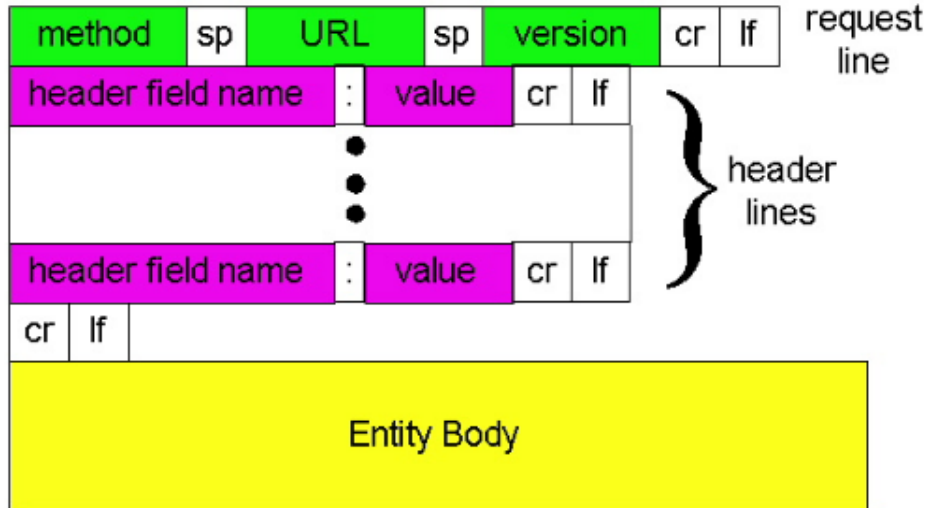 method sp URL sp version cr lf request line
header field name : value cr lf
header lines
header field name : value cr lf
cr lf
Entity Body